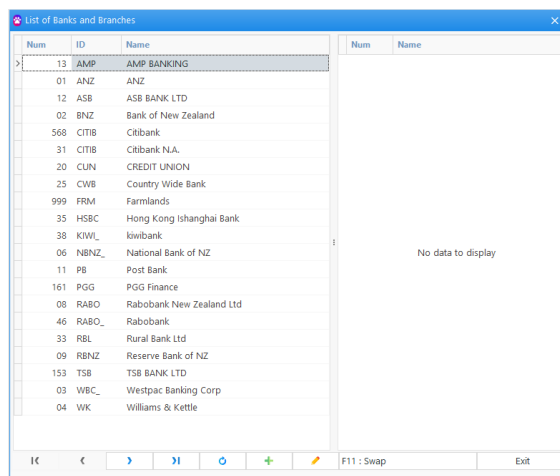 List of Banks and Branches
Num ID Name Num Name
13 AMP AMP BANKING
01 ANZ ANZ
12 ASB ASB BANK LTD
02 BNZ Bank of New Zealand
568 CITIB Citibank
31 CITIB Citibank N.A.
20 CUN CREDIT UNION
25 CWB Country Wide Bank
999 FRM Farmlands
35 HSBC Hong Kong Ishanghai Bank
38 KIWI_ kiwibank
06 NBNZ_ National Bank of NZ
No data to display
11 PB Post Bank
161 PGG PGG Finance
08 RABO Rabobank New Zealand Ltd
46 RABO_ Rabobank
33 RBL Rural Bank Ltd
09 RBNZ Reserve Bank of NZ
153 TSB TSB BANK LTD
03 WBC_ Westpac Banking Corp
04 WK Williams & Kettle
F11 : Swap Exit